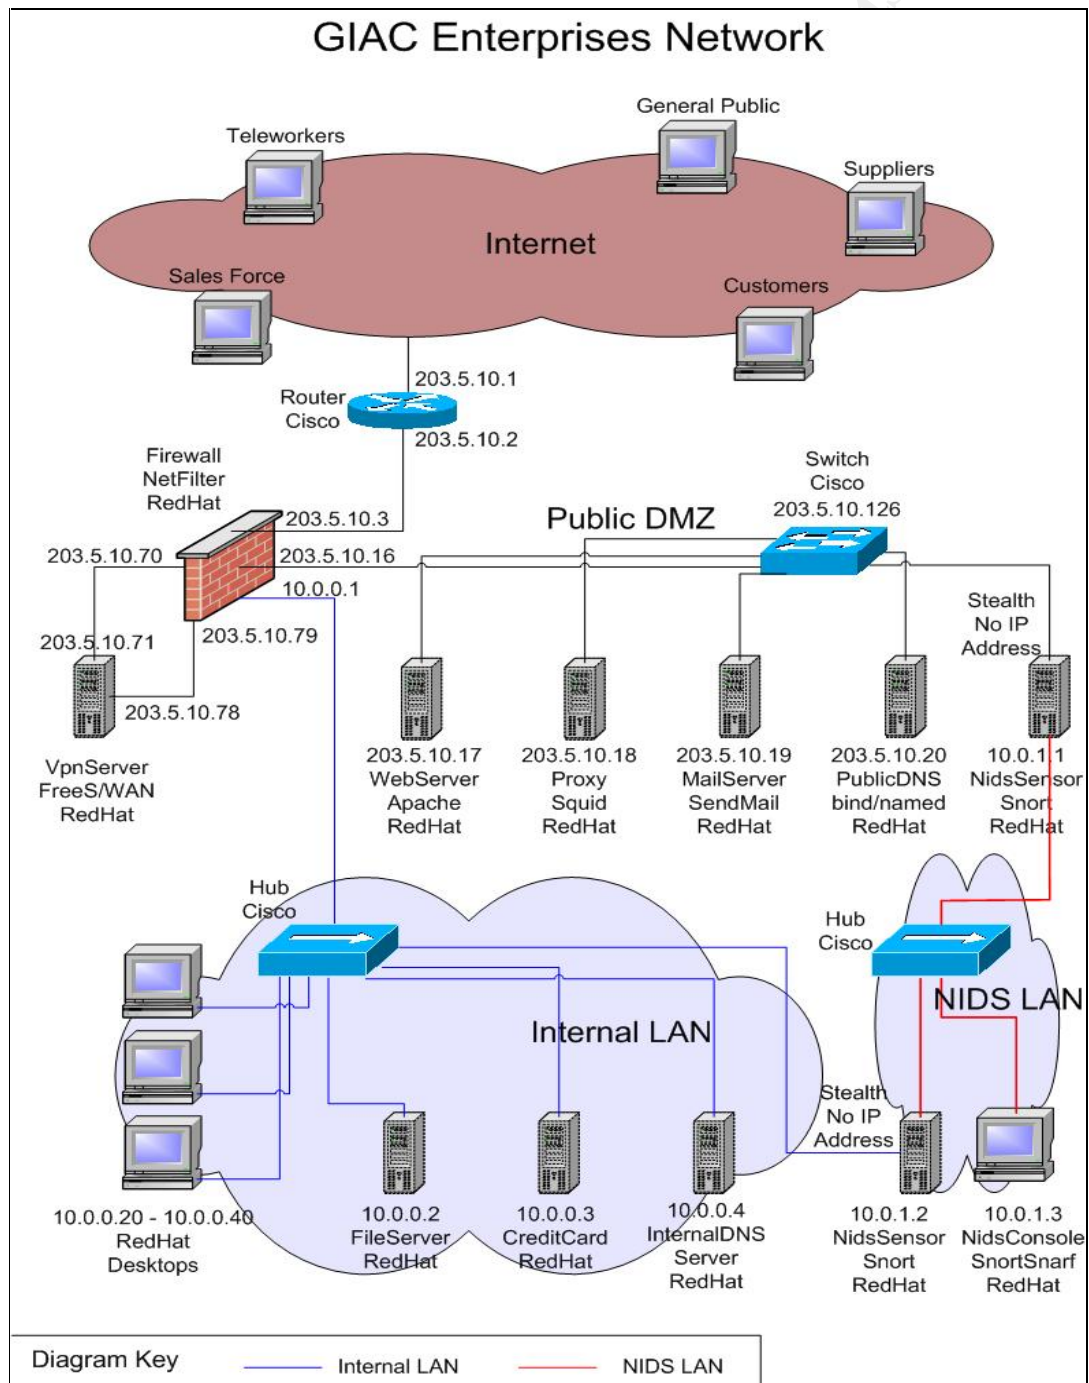 GIAC Enterprises Network
General Public
Teleworkers
Suppliers
Internet
Sales Force
Customers
203.5.10.1
Router
Cisco
203.5.10.2
Firewall
NetFilter
RedHat
Switch
Cisco
203.5.10.126
203.5.10.3
Public DMZ
203.5.10.70
203.5.10.16
10.0.0.1
203.5.10.79
203.5.10.71
203.5.10.78
VpnServer
FreeS/WAN
RedHat
Stealth
No IP
Address
203.5.10.17
WebServer
Apache
RedHat
203.5.10.18
Proxy
Squid
RedHat
203.5.10.19
MailServer
SendMail
RedHat
203.5.10.20
PublicDNS
bind/named
RedHat
10.0.1.1
NidsSensor
Snort
RedHat
Hub
Cisco
Hub
Cisco
NIDS LAN
Internal LAN
Stealth
No IP
Address
10.0.0.20 - 10.0.0.40
RedHat
Desktops
10.0.0.2
FileServer
RedHat
10.0.0.3
CreditCard
RedHat
10.0.0.4
InternalDNS
Server
RedHat
10.0.1.2
NidsSensor
Snort
RedHat
10.0.1.3
NidsConsole
SnortSnarf
RedHat
Diagram Key
Internal LAN
NIDS LAN